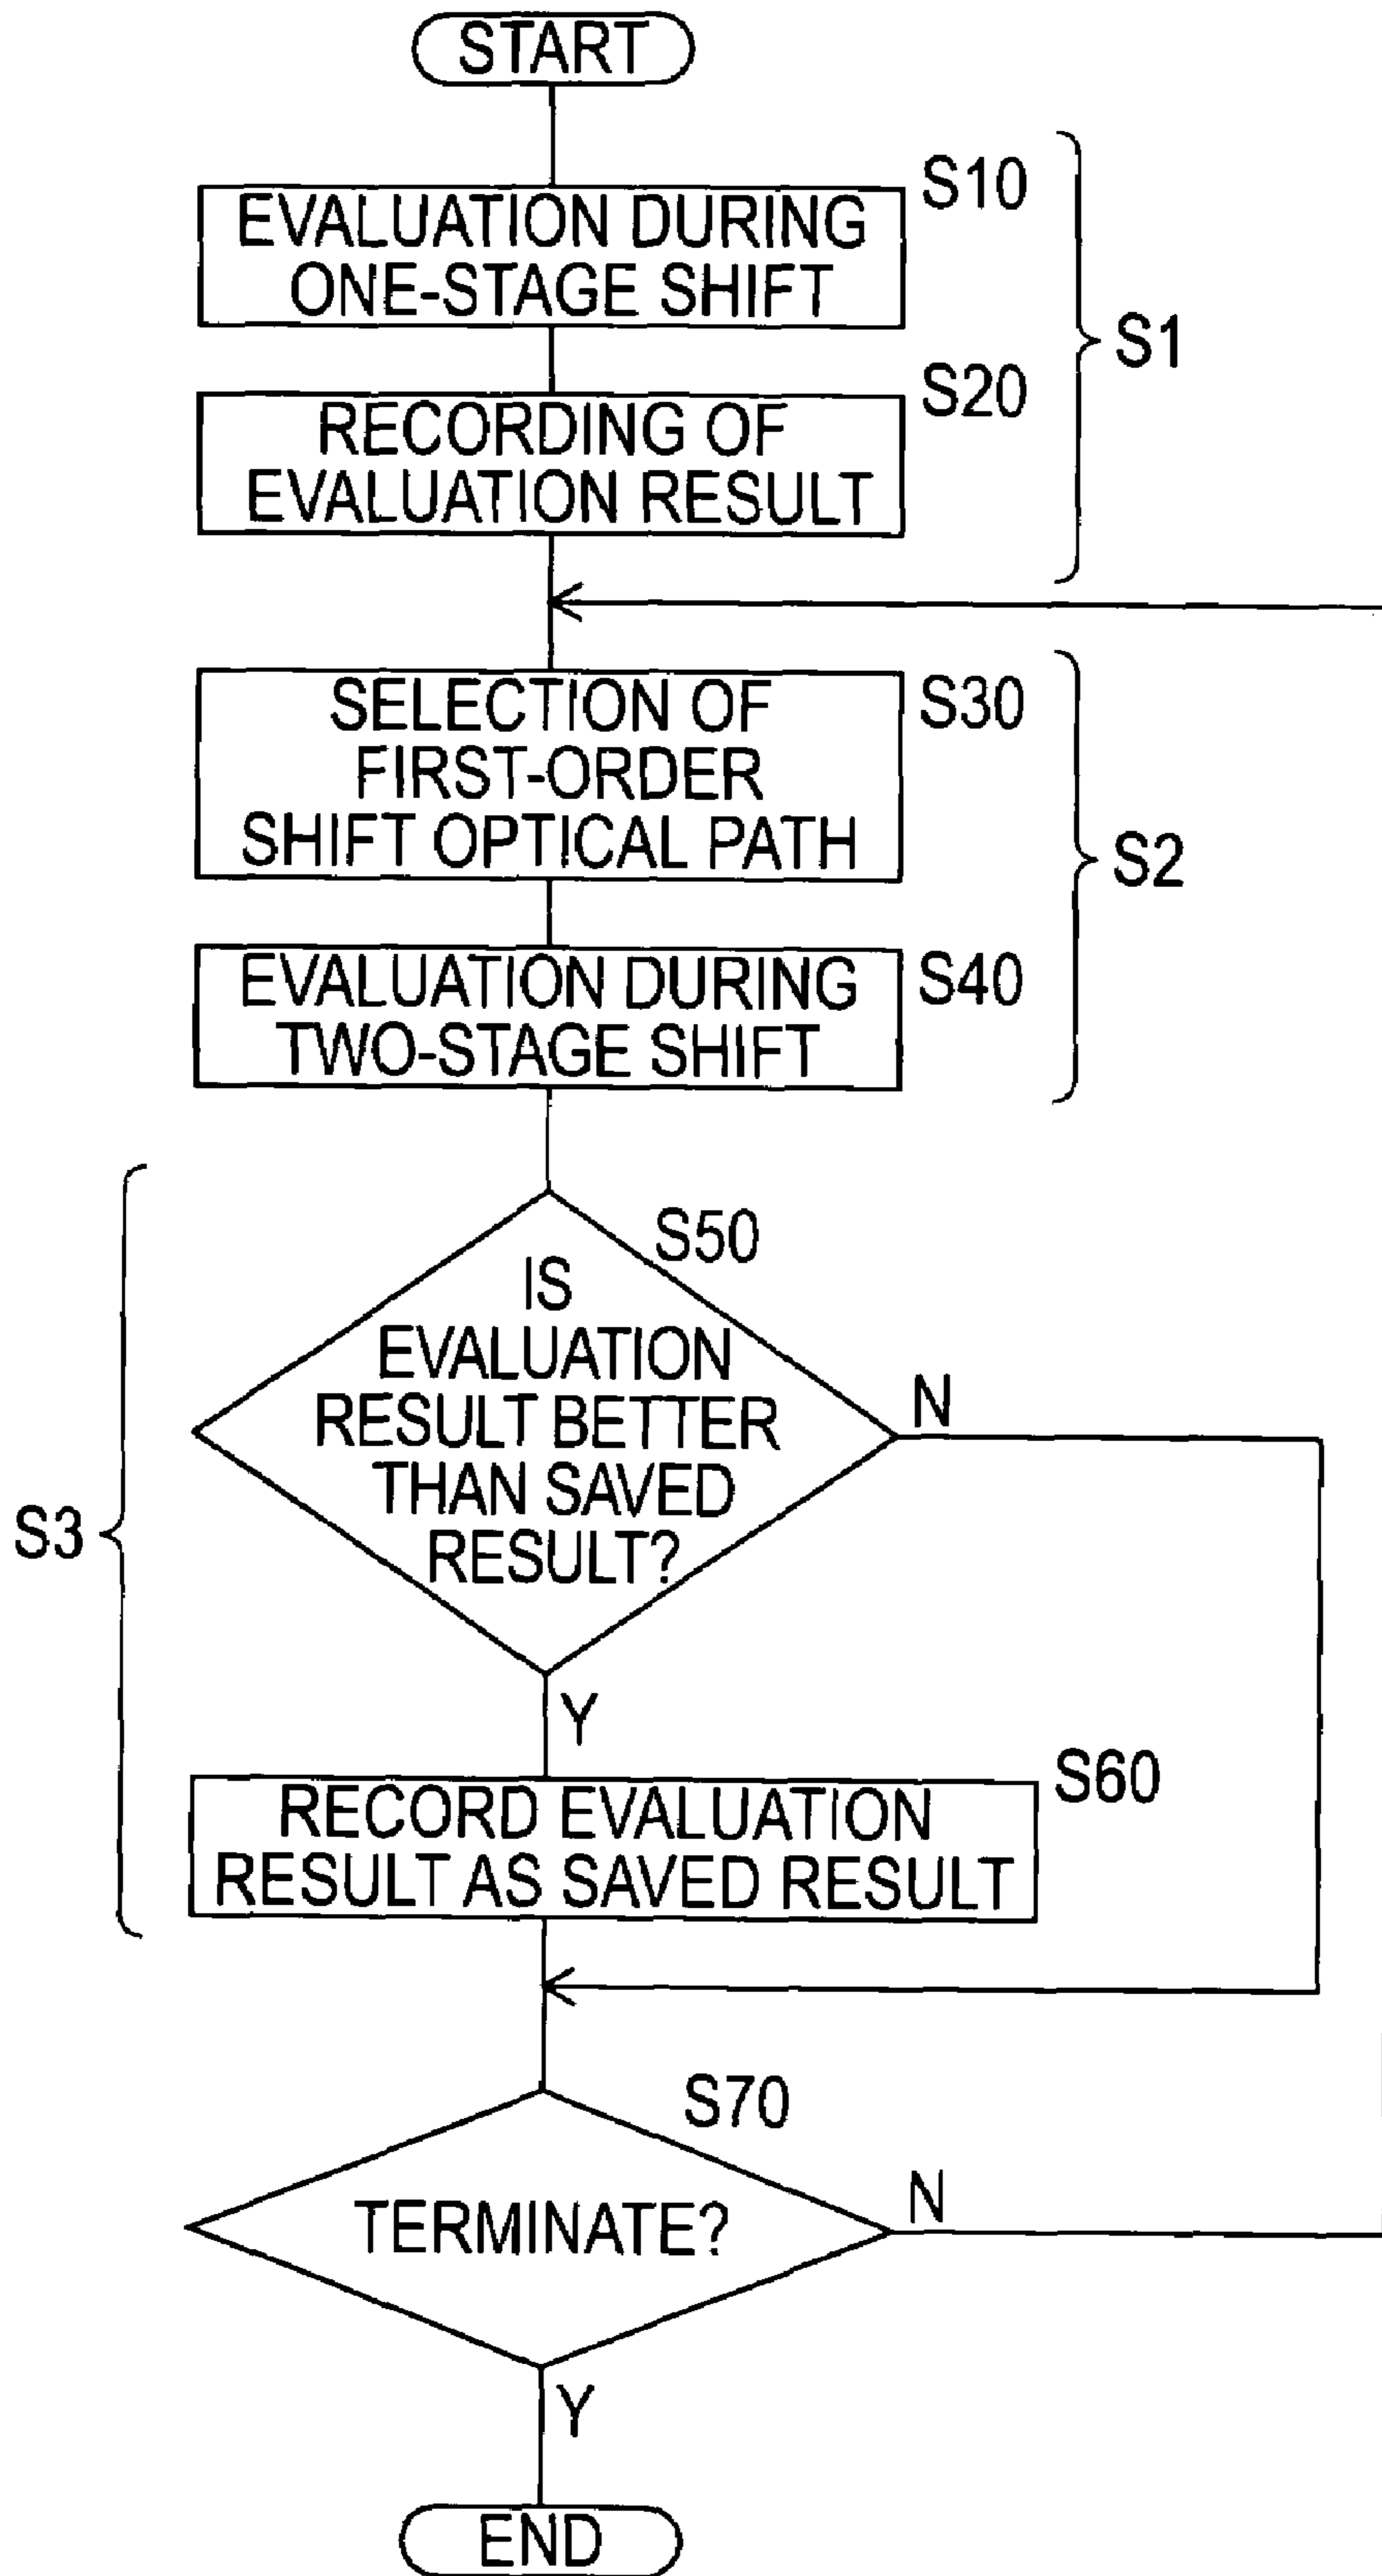 START
S10
EVALUATION DURING
ONE-STAGE SHIFT
S1
S20
RECORDING OF
EVALUATION RESULT
S30
SELECTION OF
FIRST-ORDER
SHIFT OPTICAL PATH
S2
S40
EVALUATION DURING
TWO-STAGE SHIFT
S50
IS
EVALUATION
RESULT BETTER
THAN SAVED
RESULT?
N
S3
Y
S60
RECORD EVALUATION
RESULT AS SAVED RESULT
S70
TERMINATE?
N
Y
END